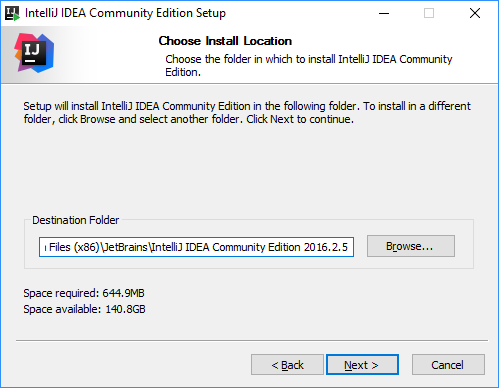 IntelliJ IDEA Community Edition Setup
IJ
Choose Install Location
Choose the folder in which to install IntelliJ IDEA Community
Edition.
Setup will install IntelliJ IDEA Community Edition in the following folder. To install in a different
folder, click Browse and select another folder. Click Next to continue.
Destination Folder
Files (x86)\JetBrains\IntelliJ IDEA Community Edition 2016.2.5
Browse...
Space required: 644.9MB
Space available: 140.8GB
< Back
Next >
Cancel